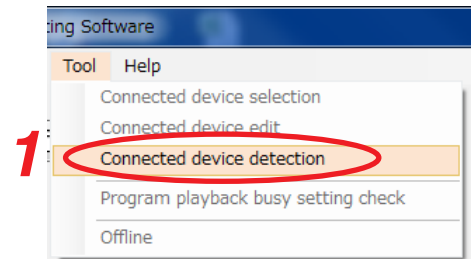 ing Software
Tool Help
Connected device selection
Connected device edit
1
Connected device detection
Program playback busy setting check
Offline